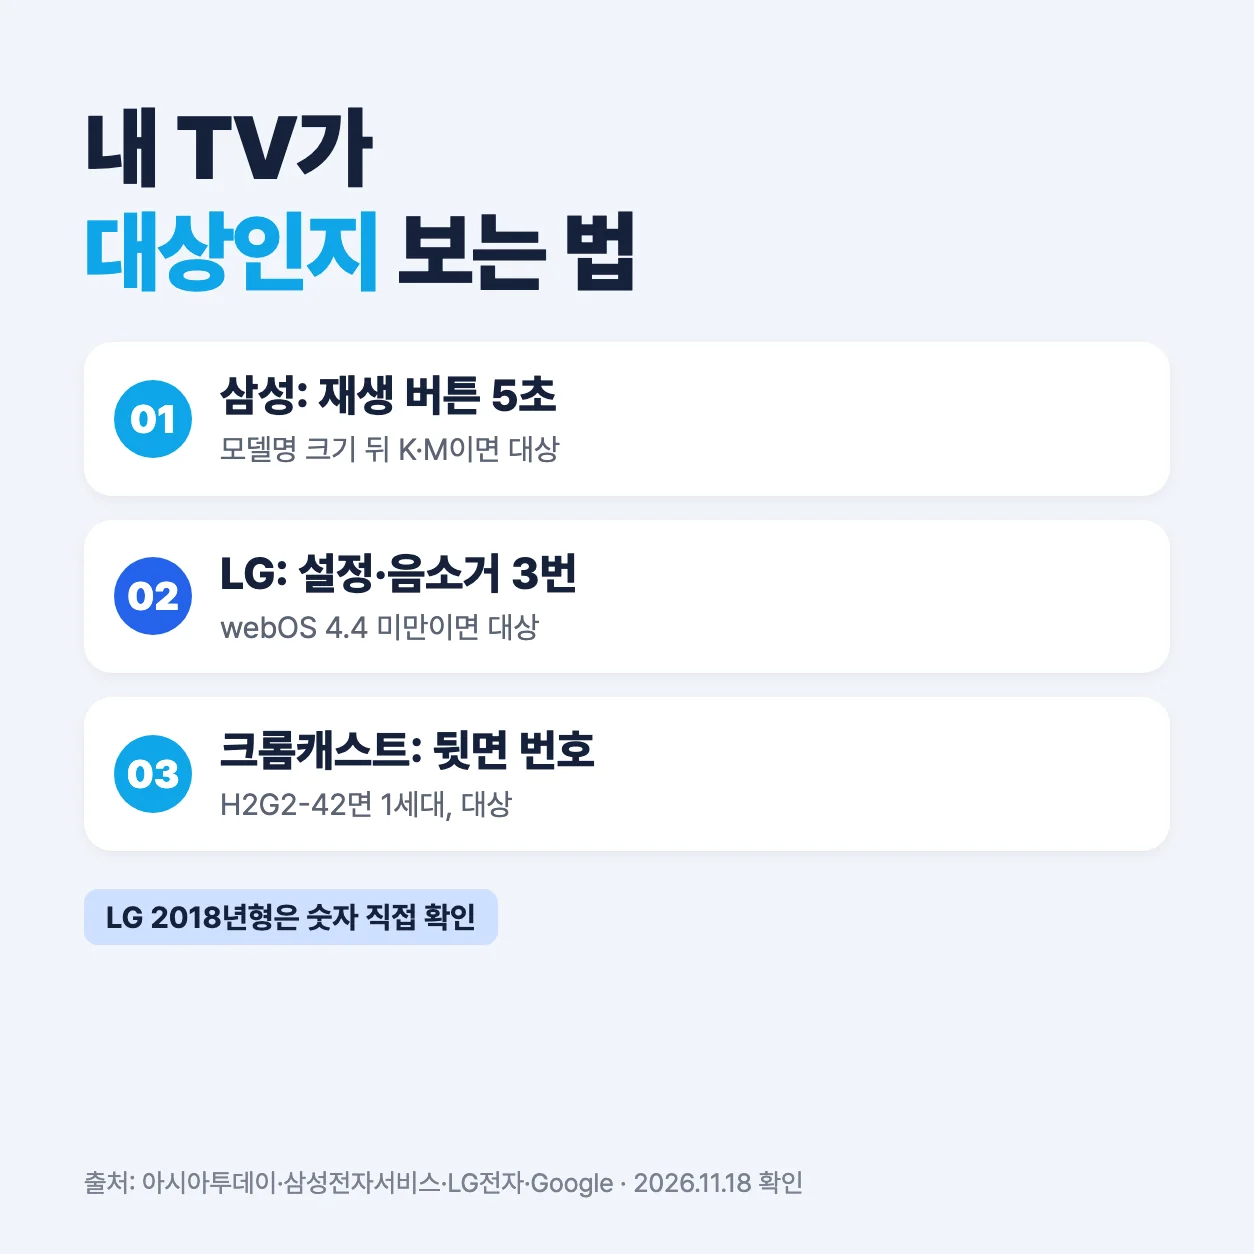 내 TV가
대상인지 보는 법
01
삼성: 재생 버튼 5초
모델명 크기 뒤 K·M이면 대상
02
LG: 설정·음소거 3번
webOS 4.4 미만이면 대상
03
크롬캐스트: 뒷면 번호
H2G2-42면 1세대, 대상
LG 2018년형은 숫자 직접 확인
출처: 아시아투데이·삼성전자서비스·LG전자·Google · 2026.11.18 확인